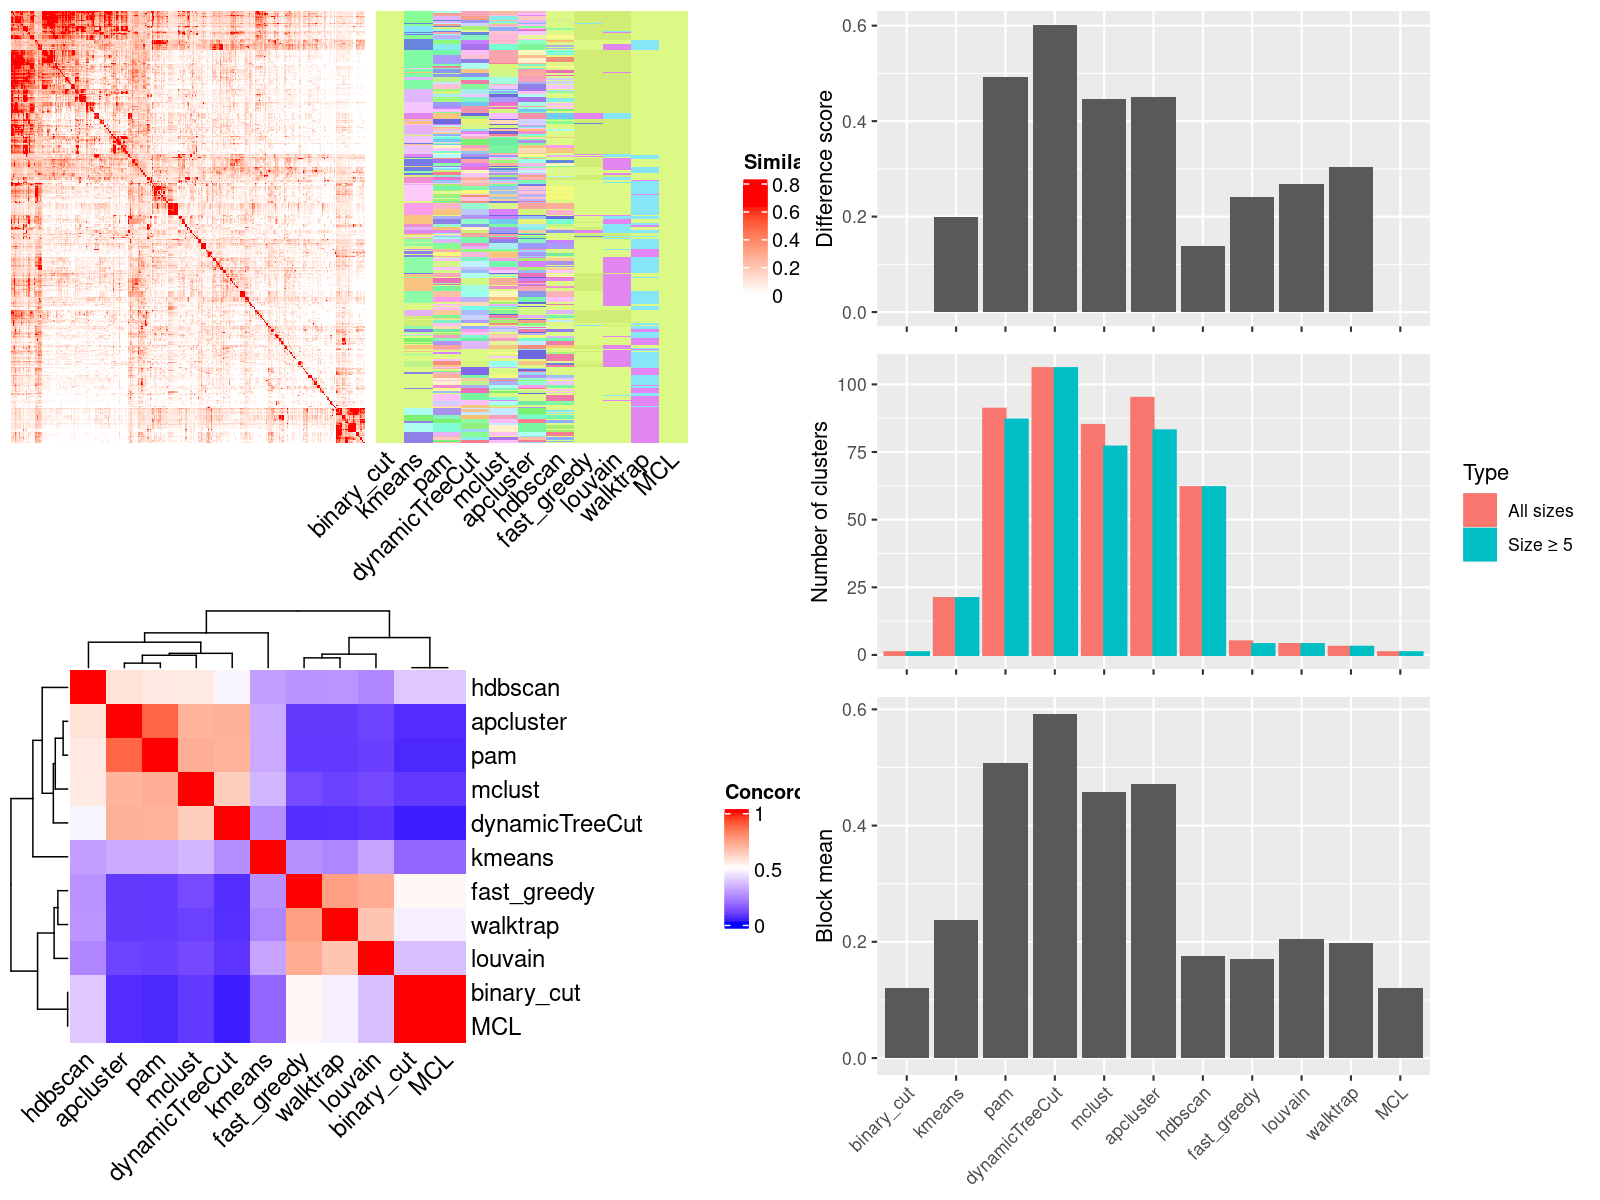 Simila
0.8
0.6
0.4
0.2
0
binary_cut
kmeans
pam
dynamicTreeCut
mclust
apcluster
hdbscan
fast_greedy
louvain
walktrap
MCL
hdbscan
apcluster
pam
mclust
dynamicTreeCut
kmeans
fast_greedy
walktrap
louvain
binary_cut
MCL
hdbscan
apcluster
pam
mclust
dynamicTreeCut
kmeans
fast_greedy
walktrap
louvain
binary_cut
MCL
Concord
1
0.5
0
Difference score
0.6
0.4
0.2
0.0
Number of clusters
100
75
50
25
0
Type
All sizes
Size ≥ 5
Block mean
0.6
0.4
0.2
0.0
binary_cut
kmeans
pam
dynamicTreeCut
mclust
apcluster
hdbscan
fast_greedy
louvain
walktrap
MCL